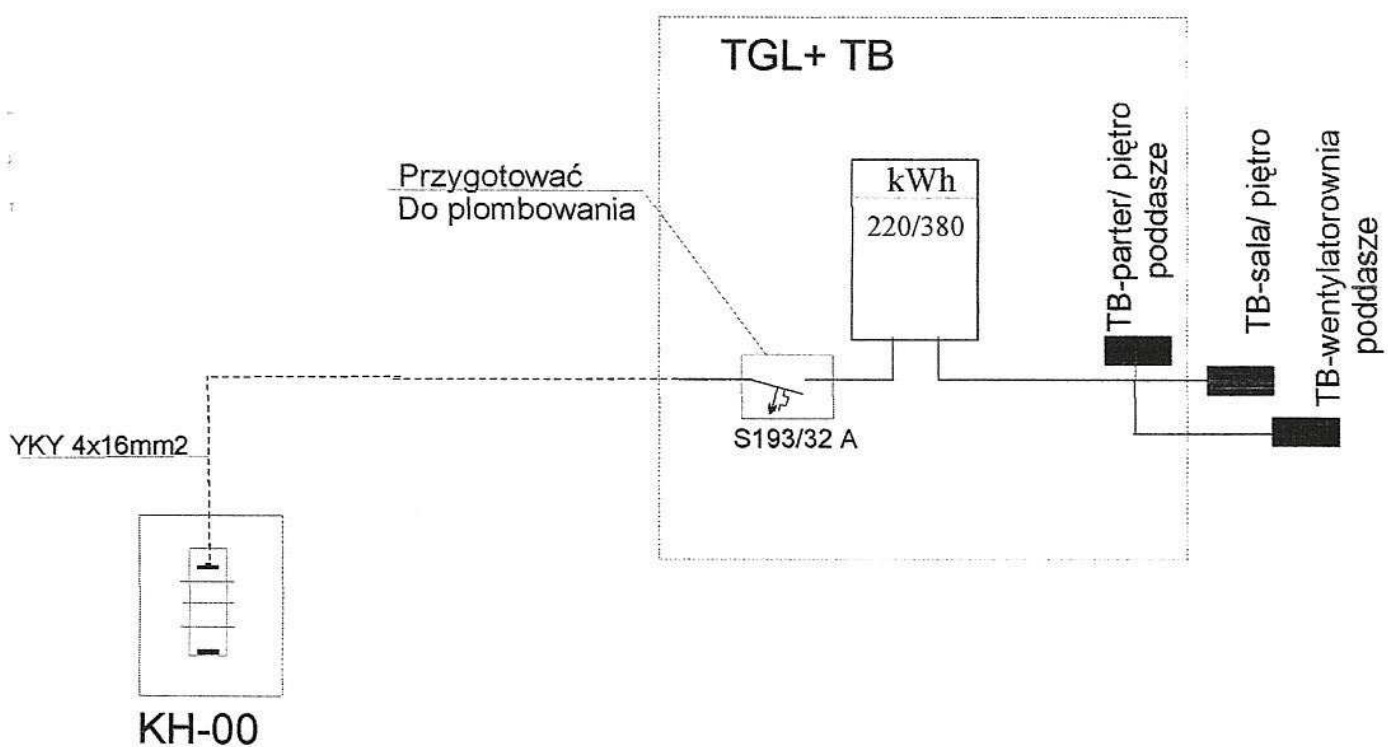 TGL+ TB
Przygotować
Do plombowania
kWh
220/380
TB-parter/ piętro
poddasze
TB-sala/ piętro
TB-wentylatorownia
poddasze
S193/32 A
YKY 4x16mm2
KH-00